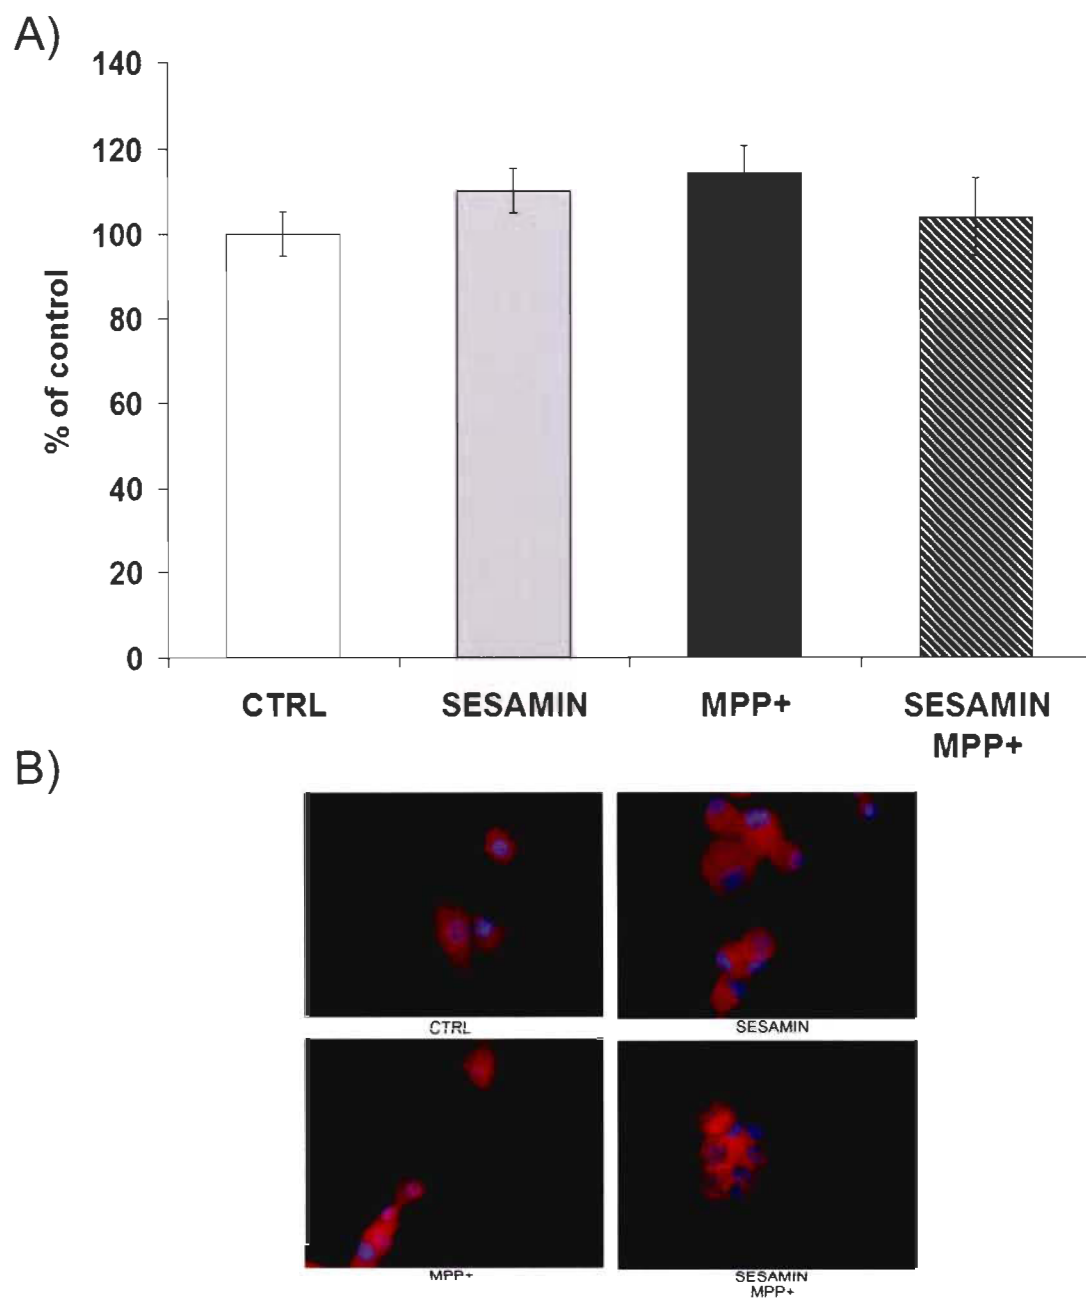 A)
140
120
100
80
60
40
20
0
% of control
CTRL
SESAMIN
MPP+
SESAMIN
MPP+
B)
CTRL
SESAMIN
MPP+
SESAMIN
MPP+